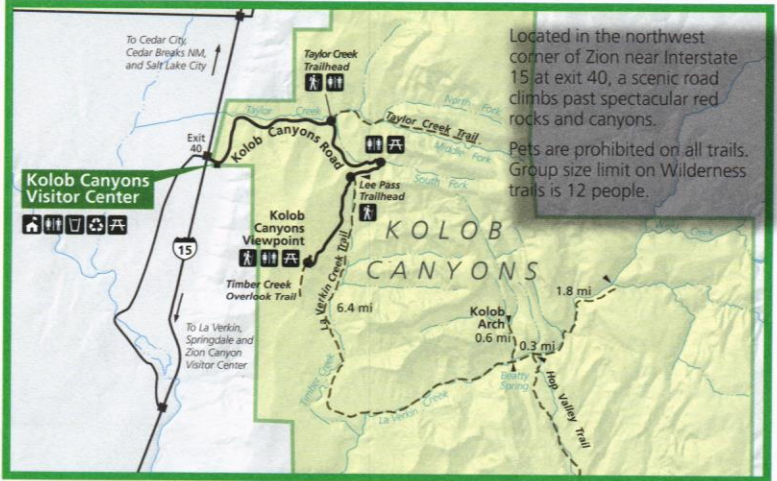 To Cedar City,
Cedar Breaks NM,
and Salt Lake City
Taylor Creek
Trailhead
Located in the northwest
corner of Zion near Interstate
15 at exit 40, a scenic road
climbs past spectacular red
rocks and canyons.
Pets are prohibited on all trails.
Group size limit on Wilderness
trails is 12 people.
Taylor Creek
North Fork
Taylor Creek Trail
Middle Fork
South Fork
Exit
40
Kolob Canyons Road
Kolob Canyons
Visitor Center
Lee Pass
Trailhead
Kolob
Canyons
Viewpoint
KOLOB
CANYONS
Creek
15
Timber Creek
Overlook Trail
La Verkin Creek Trail
6.4 mi
1.8 mi
Kolob
Arch
0.6 mi
0.3 mi
To La Verkin,
Springdale and
Zion Canyon
Visitor Center
Timber Creek
Beatty
Spring
Hop Valley Trail
La Verkin Creek